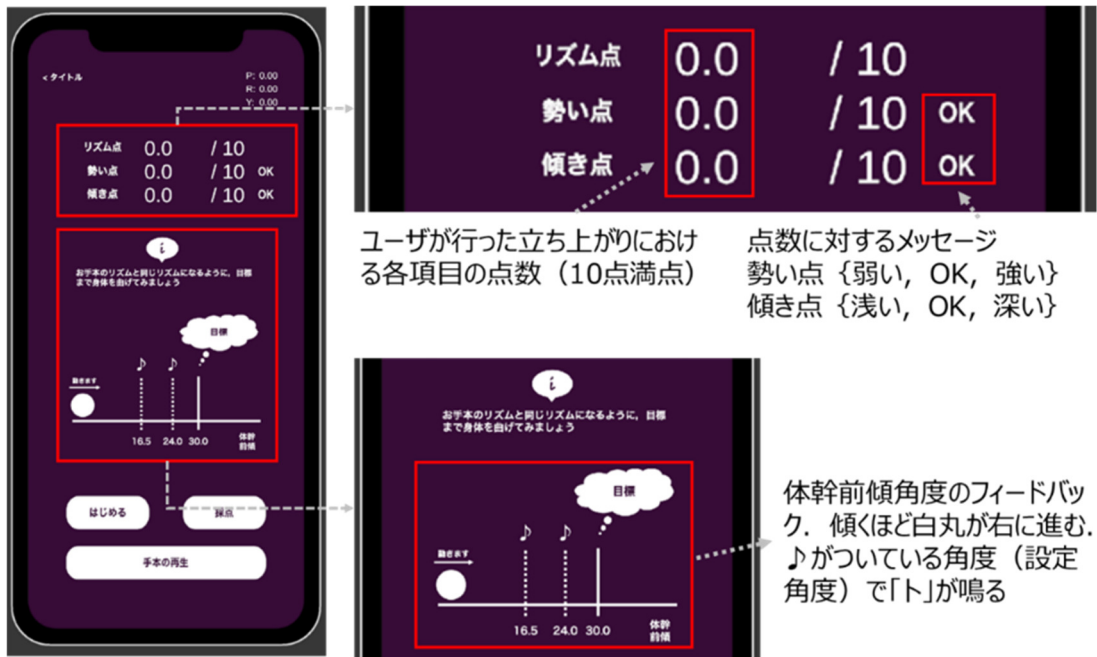 <タイトル
P: 0.00
R: 0.00
Y: 0.00
リズム点 0.0 / 10
勢い点 0.0 / 10 OK
傾き点 0.0 / 10 OK
i
お手本のリズムと同じリズムになるように，目標
まで身体を曲げてみましょう
目標
♪ ♪
動きます
16.5 24.0 30.0 体幹
前傾
はじめる 採点
手本の再生
リズム点 0.0 / 10
勢い点 0.0 / 10 OK
傾き点 0.0 / 10 OK
ユーザが行った立ち上がりにおけ
る各項目の点数（10点満点）
点数に対するメッセージ
勢い点｛弱い，OK，強い｝
傾き点｛浅い，OK，深い｝
i
お手本のリズムと同じリズムになるように，目標
まで身体を曲げてみましょう
目標
♪ ♪
動きます
16.5 24.0 30.0 体幹
前傾
体幹前傾角度のフィードバッ
ク．傾くほど白丸が右に進む．
♪がついている角度（設定
角度）で「ト」が鳴る